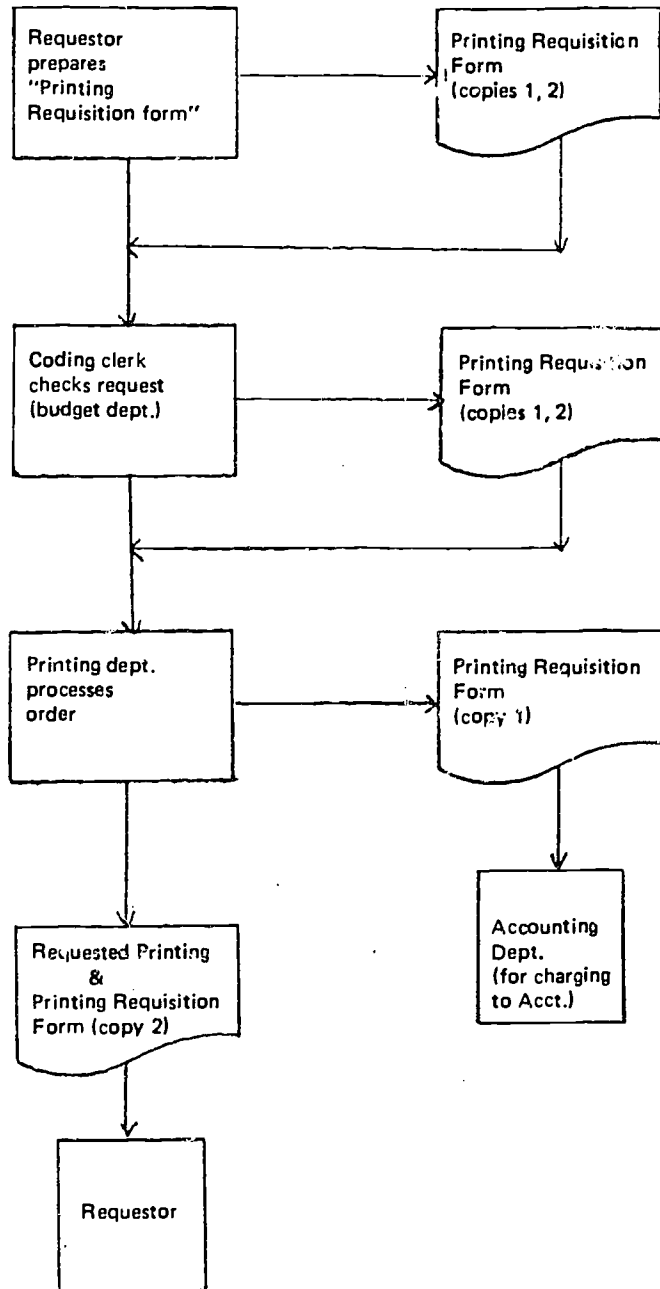 Requestor
prepares
"Printing
Requisition form"
Printing Requisition
Form
(copies 1, 2)
Coding clerk
checks request
(budget dept.)
Printing Requisition
Form
(copies 1, 2)
Printing dept.
processes
order
Printing Requisition
Form
(copy 1)
Requested Printing
&
Printing Requisition
Form (copy 2)
Accounting
Dept.
(for charging
to Acct.)
Requestor